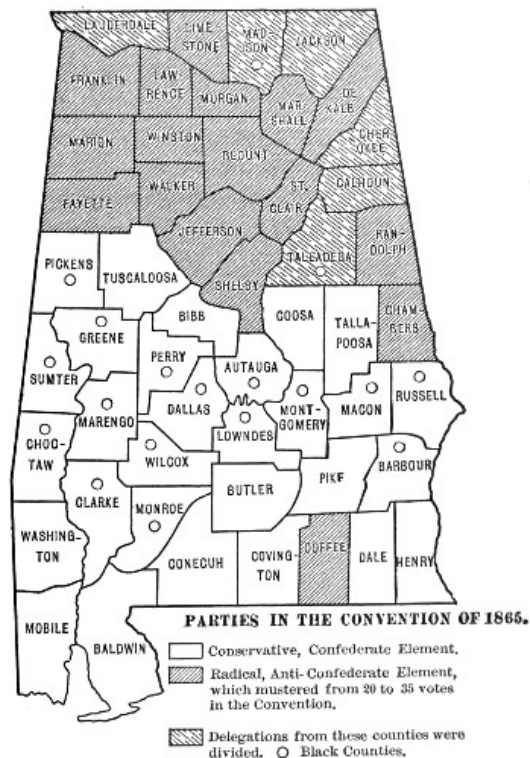 LAUDERDALE
LIME-
STONE
MAD-
ISON
JACKSON
FRANKLIN
LAW-
RENCE
MORGAN
MAR-
SHALL
DE
KALB
CHER-
OKEE
MARION
WINSTON
BLOUNT
ST.
CLAIR
CALHOUN
FAYETTE
WALKER
JEFFERSON
TALLADEGA
RAN-
DOLPH
PICKENS
TUSCALOOSA
SHELBY
BIBB
COOSA
TALLA-
POOSA
CHAM-
BERS
GREENE
SUMTER
PERRY
AUTAUGA
MARENGO
DALLAS
LOWNDES
MONT-
GOMERY
MACON
RUSSELL
CHOC-
TAW
WILCOX
BARBOUR
CLARKE
MONROE
BUTLER
PIKE
WASHING-
TON
CONECUH
COVING-
TON
COFFEE
DALE
HENRY
MOBILE
BALDWIN
PARTIES IN THE CONVENTION OF 1865.
Conservative, Confederate Element.
Radical, Anti-Confederate Element,
which mustered from 20 to 35 votes
in the Convention.
Delegations from these counties were
divided. O Black Counties.